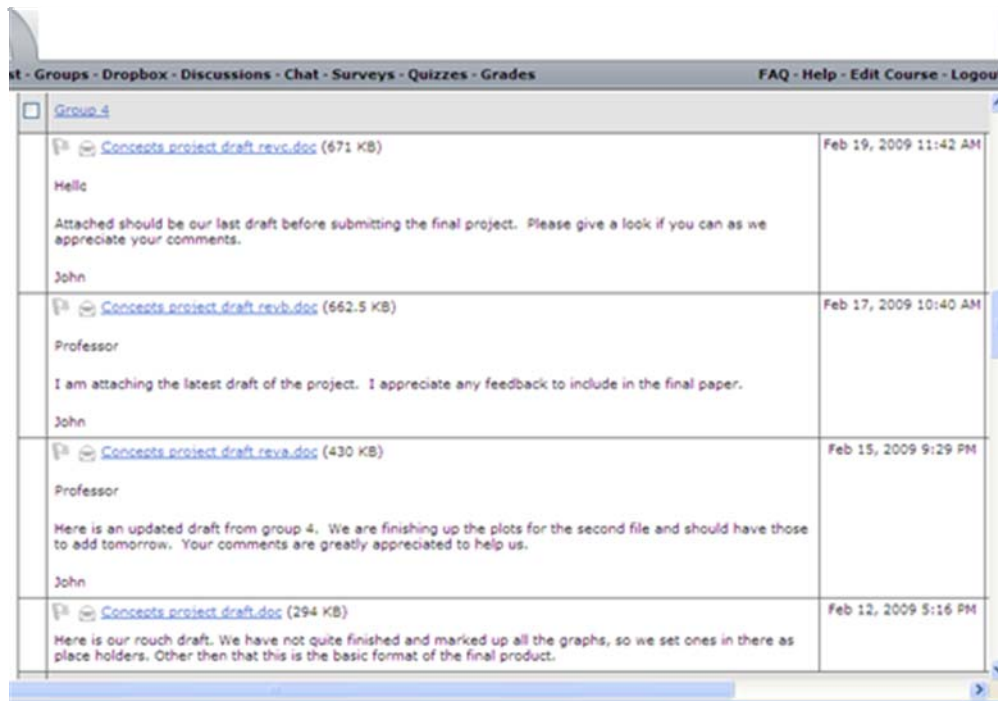 st - Groups - Dropbox - Discussions - Chat - Surveys - Quizzes - Grades
FAQ - Help - Edit Course - Logout
Group 4
Concepts project draft revc.doc (671 KB)
Feb 19, 2009 11:42 AM
Hello
Attached should be our last draft before submitting the final project. Please give a look if you can as we
appreciate your comments.
John
Concepts project draft revb.doc (662.5 KB)
Feb 17, 2009 10:40 AM
Professor
I am attaching the latest draft of the project. I appreciate any feedback to include in the final paper.
John
Concepts project draft reva.doc (430 KB)
Feb 15, 2009 9:29 PM
Professor
Here is an updated draft from group 4. We are finishing up the plots for the second file and should have those
to add tomorrow. Your comments are greatly appreciated to help us.
John
Concepts project draft.doc (294 KB)
Feb 12, 2009 5:16 PM
Here is our rouch draft. We have not quite finished and marked up all the graphs, so we set ones in there as
place holders. Other then that this is the basic format of the final product.